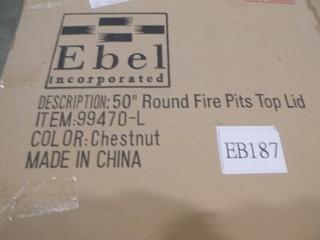 Ebel
incorporated
DESCRIPTION: 50" Round Fire Pits Top Lid
ITEM: 99470-L
COLOR: Chestnut
MADE IN CHINA
EB187